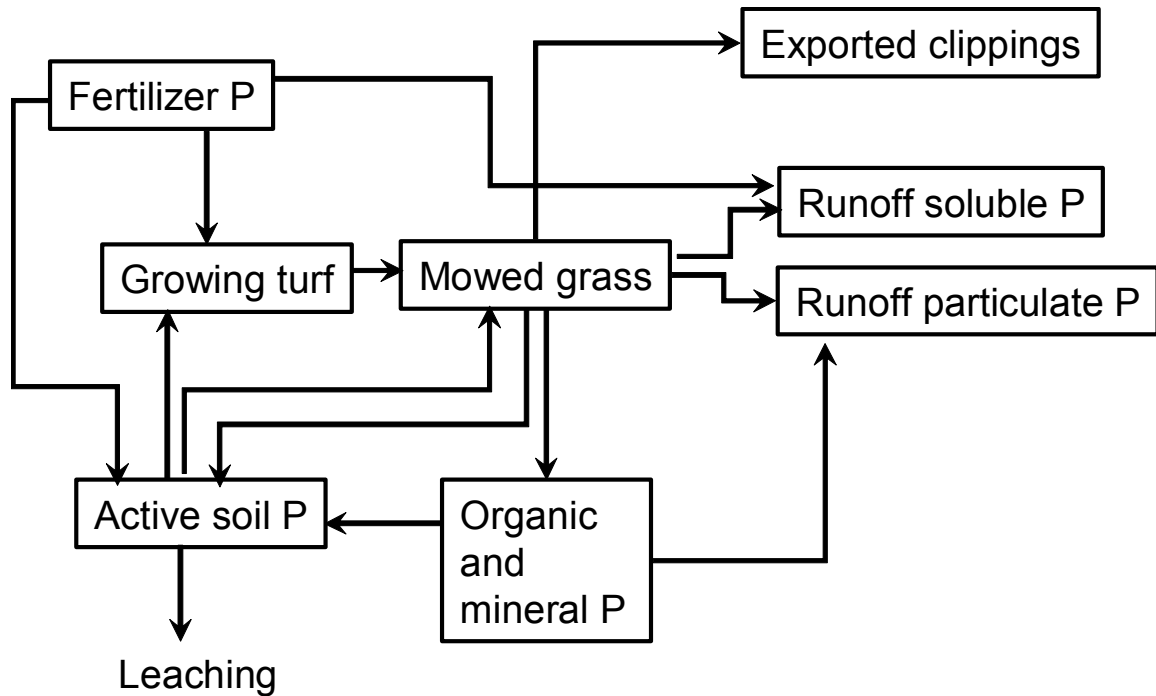 Exported clippings
Fertilizer P
Runoff soluble P
Growing turf
Mowed grass
Runoff particulate P
Active soil P
Organic
and
mineral P
Leaching